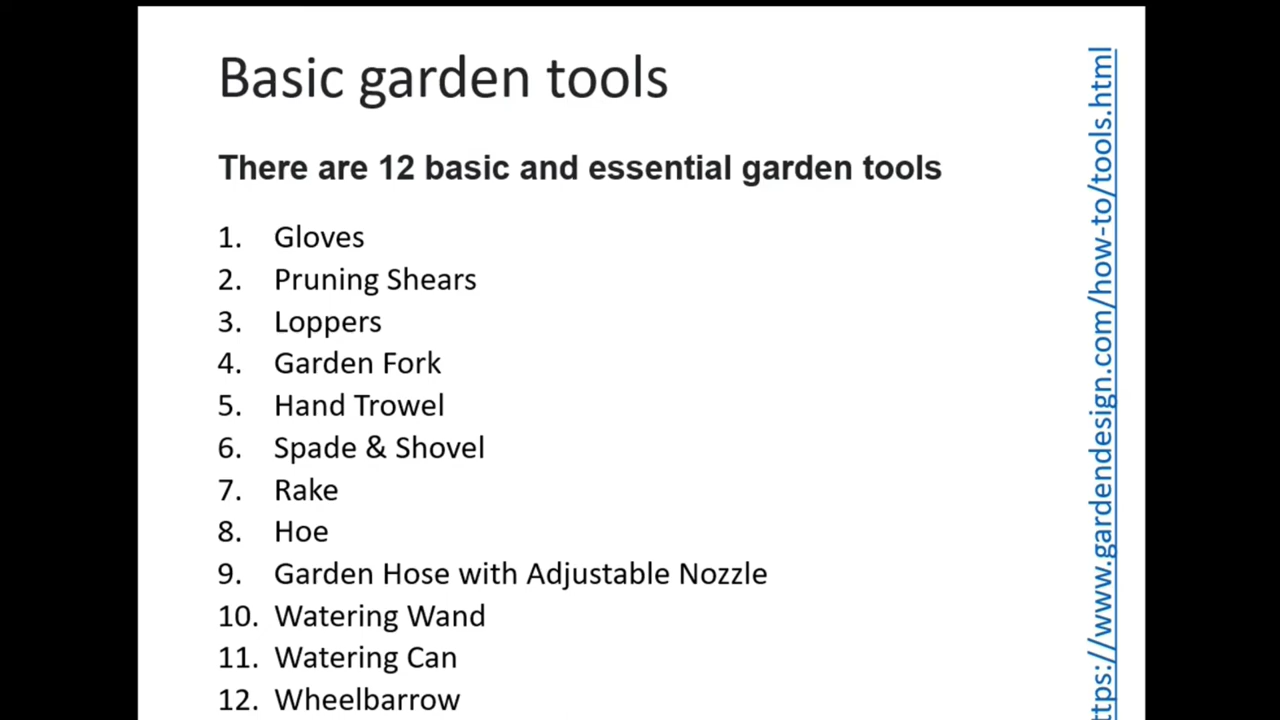 Basic garden tools
There are 12 basic and essential garden tools
1. Gloves
2. Pruning Shears
3. Loppers
4. Garden Fork
5. Hand Trowel
6. Spade & Shovel
7. Rake
8. Hoe
9. Garden Hose with Adjustable Nozzle
10. Watering Wand
11. Watering Can
12. Wheelbarrow
ttps://www.gardendesign.com/how-to/tools.html